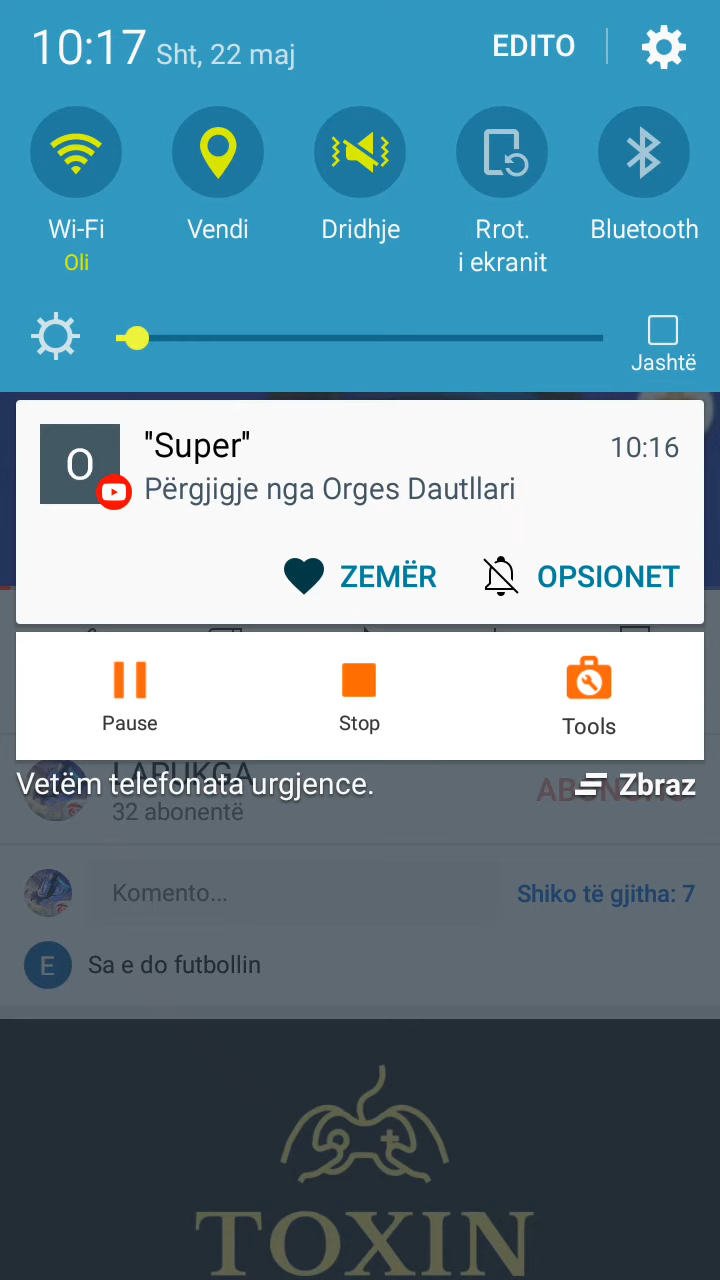 10:17 Sht, 22 maj EDITO
Wi-Fi Vendi Dridhje Rrot. Bluetooth
Oli i ekranit
Jashtë
O "Super" 10:16
Përgjigje nga Orges Dautllari
ZEMËR OPSIONET
Pause Stop Tools
LAPUKGA
Vetëm telefonata urgjence. Zbraz
32 abonentë
Komento... Shiko të gjitha: 7
E Sa e do futbollin
TOXIN